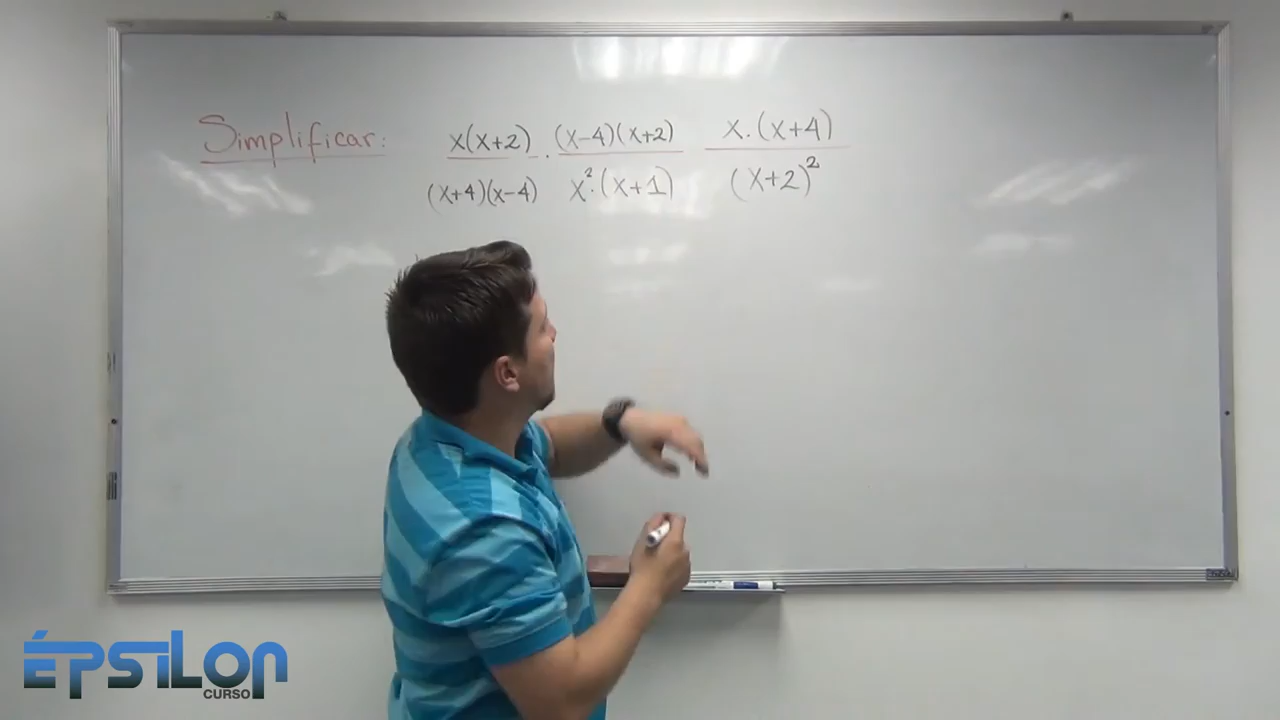 Simplificar: x(x+2) . (x-4)(x+2) x.(x+4)
(x+4)(x-4) x².(x+1) (x+2)²
ÉPSILON
CURSO